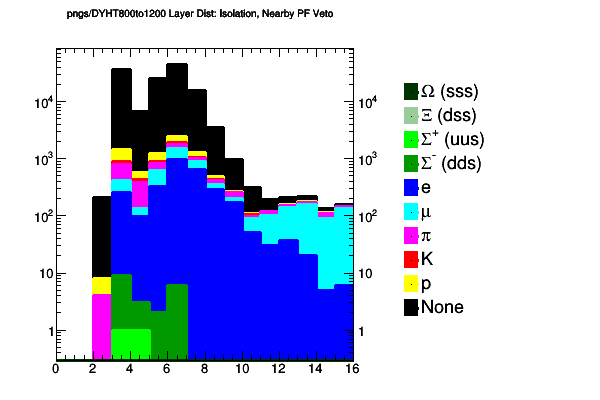 pngs/DYHT800to1200 Layer Dist: Isolation, Nearby PF Veto
10⁴ 10⁴
10³ 10³
10² 10²
10 10
1 1
0 2 4 6 8 10 12 14 16
Ω (sss)
Ξ (dss)
Σ⁺ (uus)
Σ⁻ (dds)
e
μ
π
K
p
None